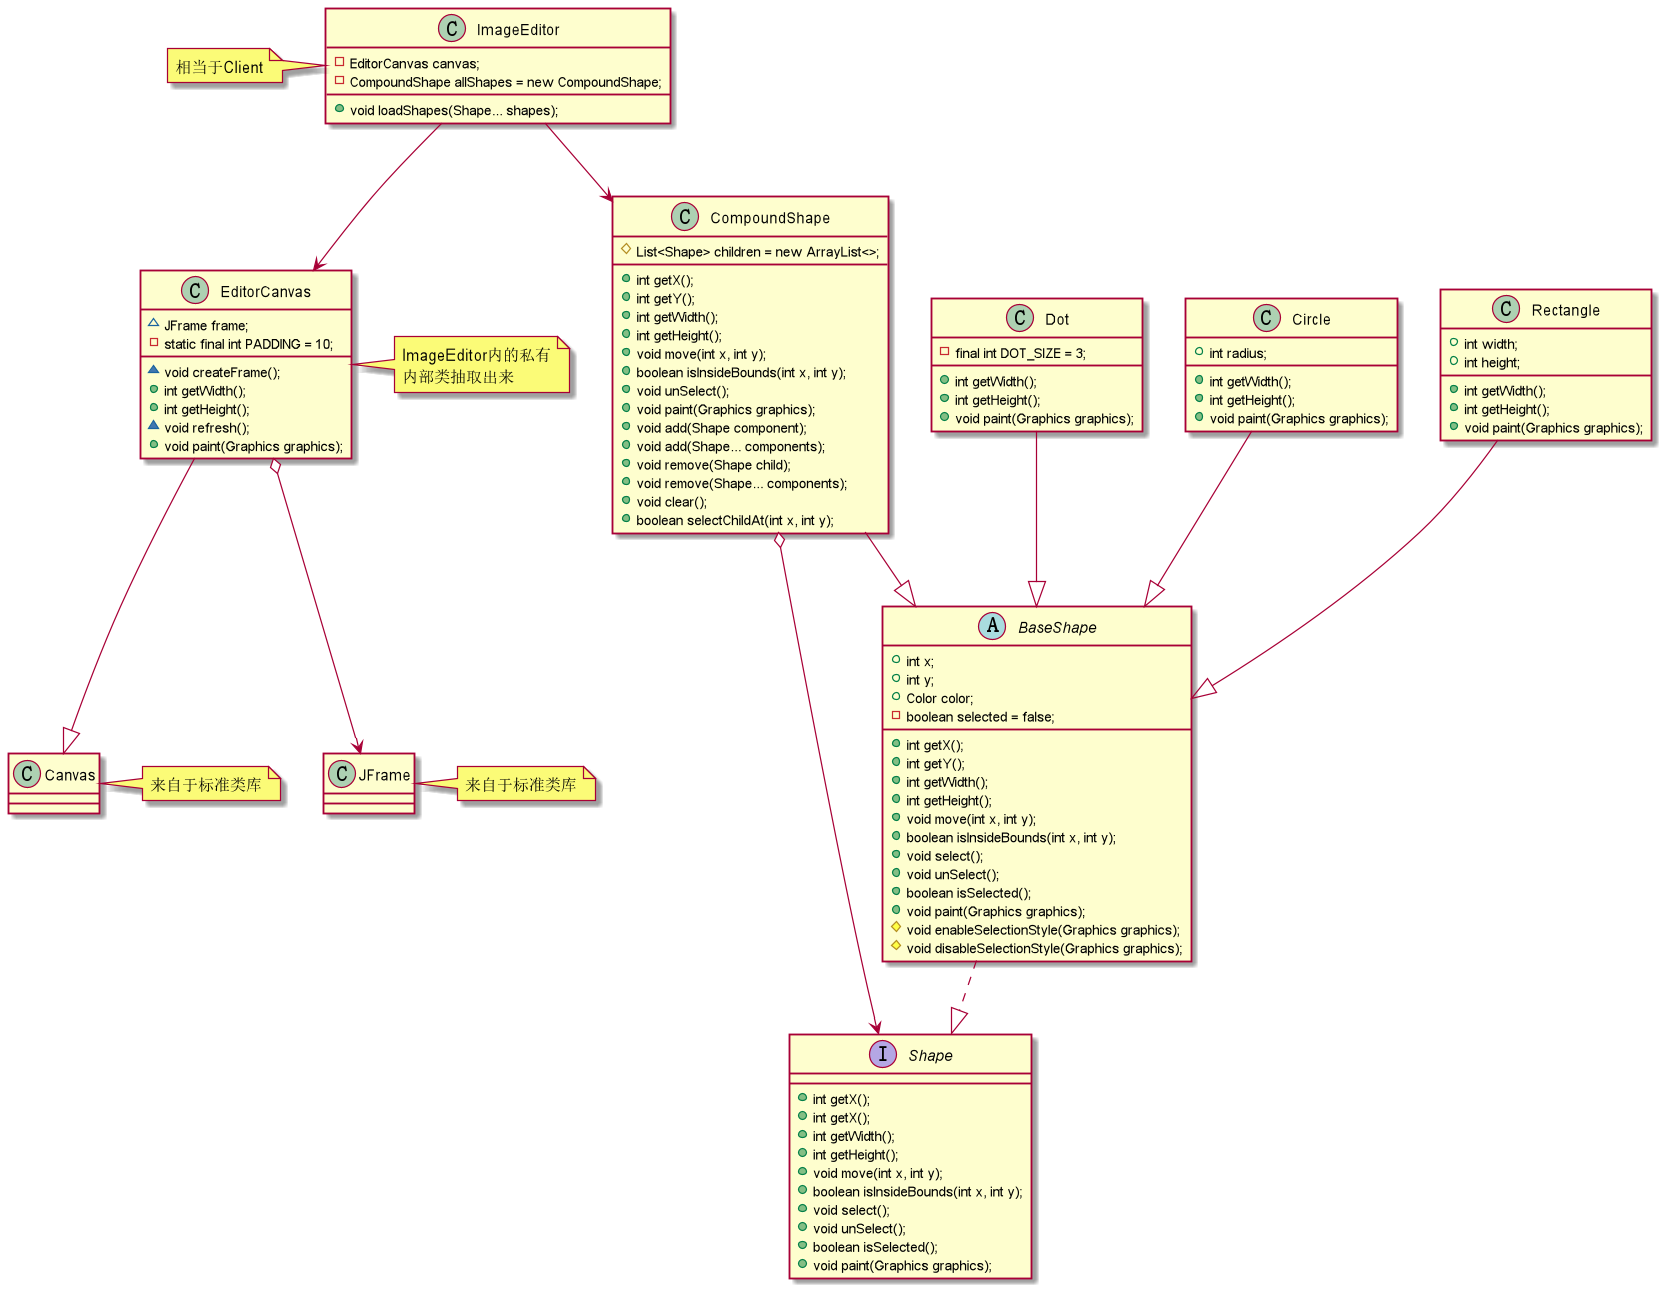 C ImageEditor
EditorCanvas canvas;
CompoundShape allShapes = new CompoundShape;
void loadShapes(Shape... shapes);
相当于Client
C CompoundShape
List<Shape> children = new ArrayList<>;
int getX();
int getY();
int getWidth();
int getHeight();
void move(int x, int y);
boolean isInsideBounds(int x, int y);
void unSelect();
void paint(Graphics graphics);
void add(Shape component);
void add(Shape... components);
void remove(Shape child);
void remove(Shape... components);
void clear();
boolean selectChildAt(int x, int y);
C EditorCanvas
JFrame frame;
static final int PADDING = 10;
void createFrame();
int getWidth();
int getHeight();
void refresh();
void paint(Graphics graphics);
ImageEditor内的私有
内部类抽取出来
C Dot
final int DOT_SIZE = 3;
int getWidth();
int getHeight();
void paint(Graphics graphics);
C Circle
int radius;
int getWidth();
int getHeight();
void paint(Graphics graphics);
C Rectangle
int width;
int height;
int getWidth();
int getHeight();
void paint(Graphics graphics);
C Canvas
来自于标准类库
C JFrame
来自于标准类库
A BaseShape
int x;
int y;
Color color;
boolean selected = false;
int getX();
int getY();
int getWidth();
int getHeight();
void move(int x, int y);
boolean isInsideBounds(int x, int y);
void select();
void unSelect();
boolean isSelected();
void paint(Graphics graphics);
void enableSelectionStyle(Graphics graphics);
void disableSelectionStyle(Graphics graphics);
I Shape
int getX();
int getX();
int getWidth();
int getHeight();
void move(int x, int y);
boolean isInsideBounds(int x, int y);
void select();
void unSelect();
boolean isSelected();
void paint(Graphics graphics);